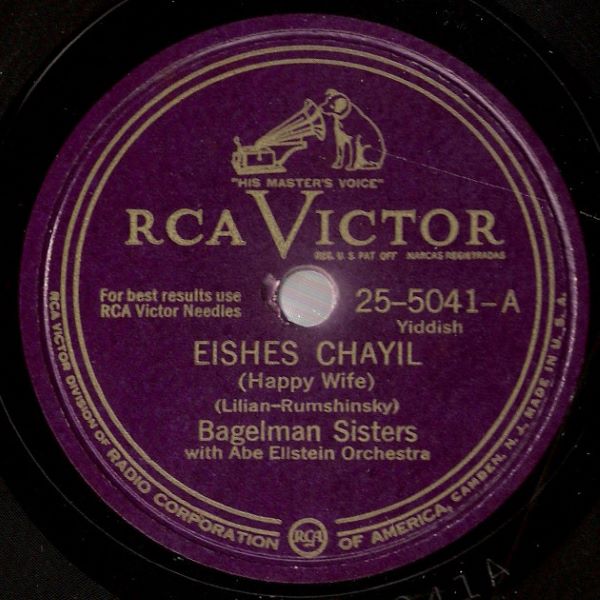 "HIS MASTER'S VOICE"
RCA VICTOR
REG. U. S. PAT. OFF. MARCAS REGISTRADAS
For best results use
RCA Victor Needles
25-5041-A
Yiddish
EISHES CHAYIL
(Happy Wife)
(Lilian-Rumshinsky)
Bagelman Sisters
with Abe Ellstein Orchestra
RCA VICTOR DIVISION OF RADIO CORPORATION RCA OF AMERICA, CAMDEN, N. J. MADE IN U. S. A.
41A